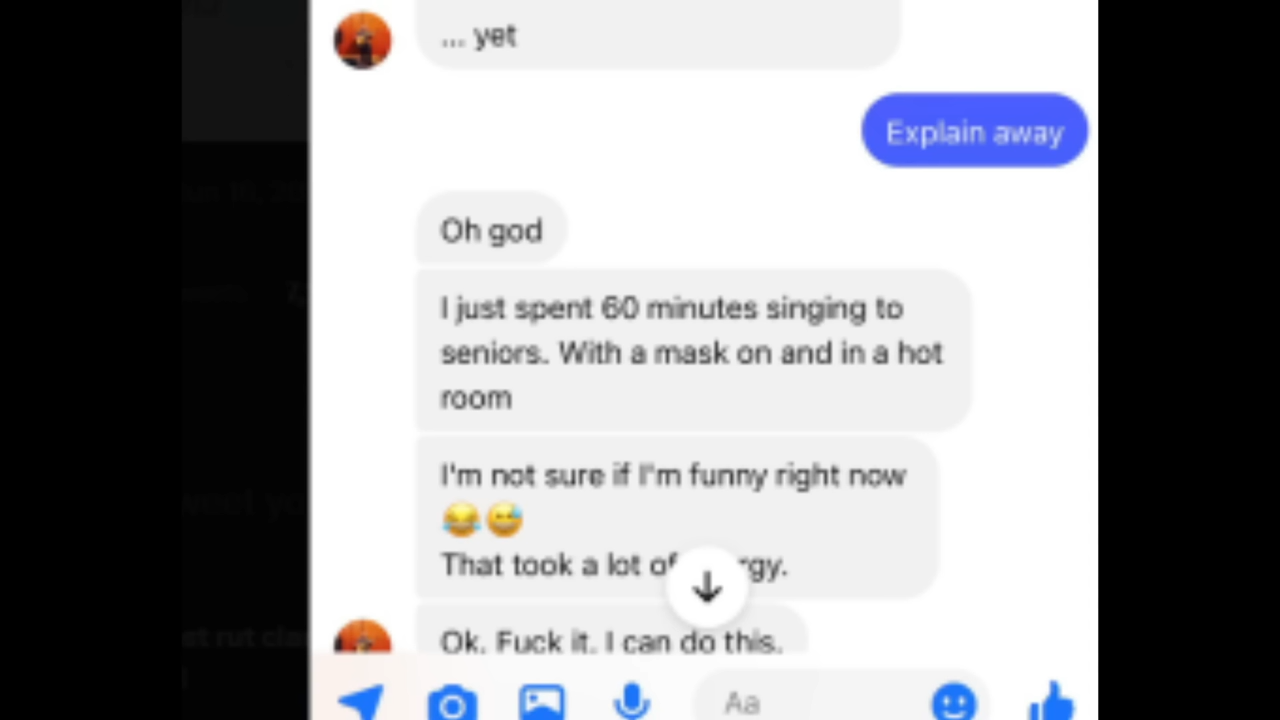 ... yet
Explain away
Oh god
I just spent 60 minutes singing to
seniors. With a mask on and in a hot
room
I'm not sure if I'm funny right now
😂😅
That took a lot of
Ok. Fuck it. I can do this.
Aa